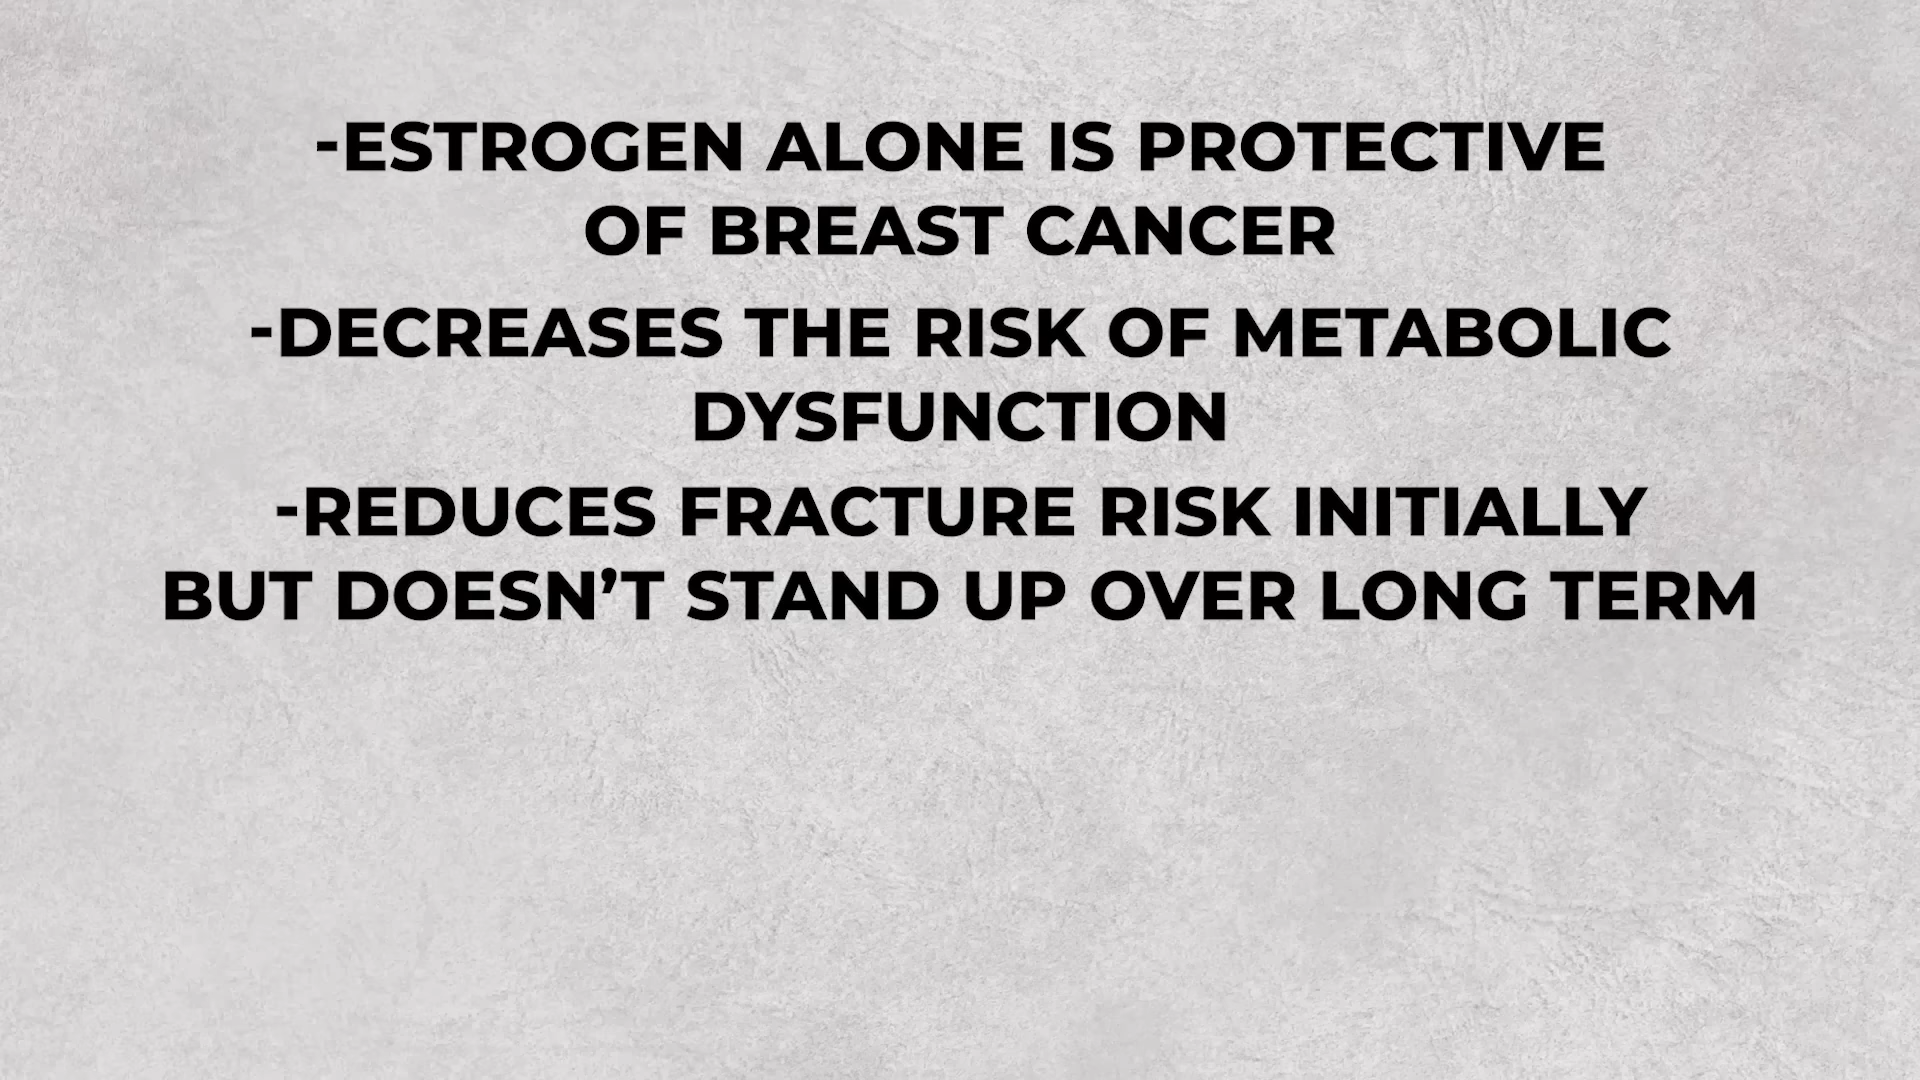 -ESTROGEN ALONE IS PROTECTIVE
OF BREAST CANCER
-DECREASES THE RISK OF METABOLIC
DYSFUNCTION
-REDUCES FRACTURE RISK INITIALLY
BUT DOESN’T STAND UP OVER LONG TERM